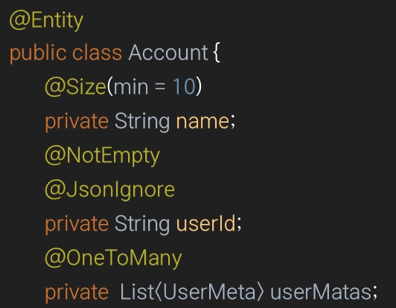 @Entity
public class Account {
@Size(min = 10)
private String name;
@NotEmpty
@JsonIgnore
private String userId;
@OneToMany
private List⟨UserMeta⟩ userMatas;